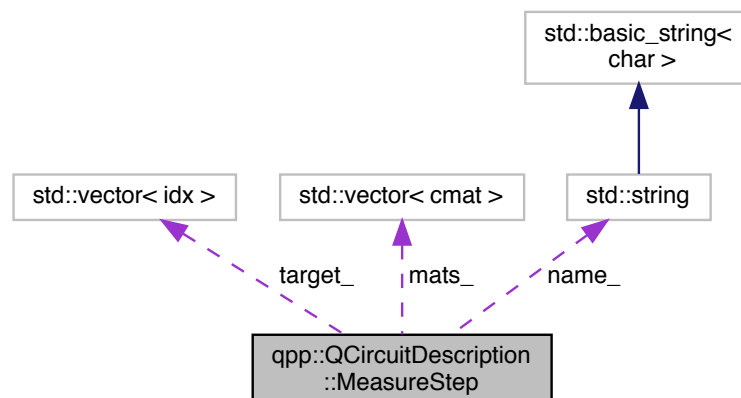 std::basic_string<
char >
std::vector< idx >
std::vector< cmat >
std::string
target_
mats_
name_
qpp::QCircuitDescription
::MeasureStep